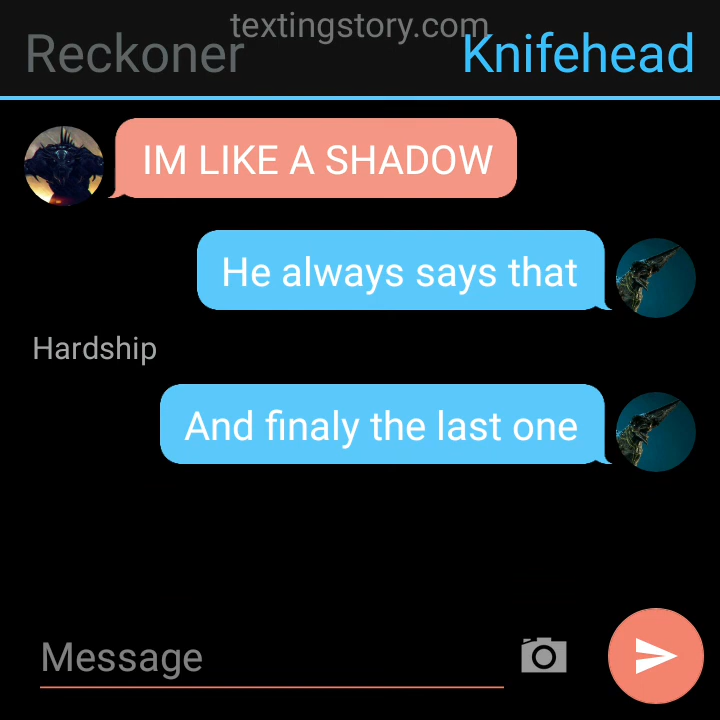 textingstory.com
Reckoner
Knifehead
IM LIKE A SHADOW
He always says that
Hardship
And finaly the last one
Message